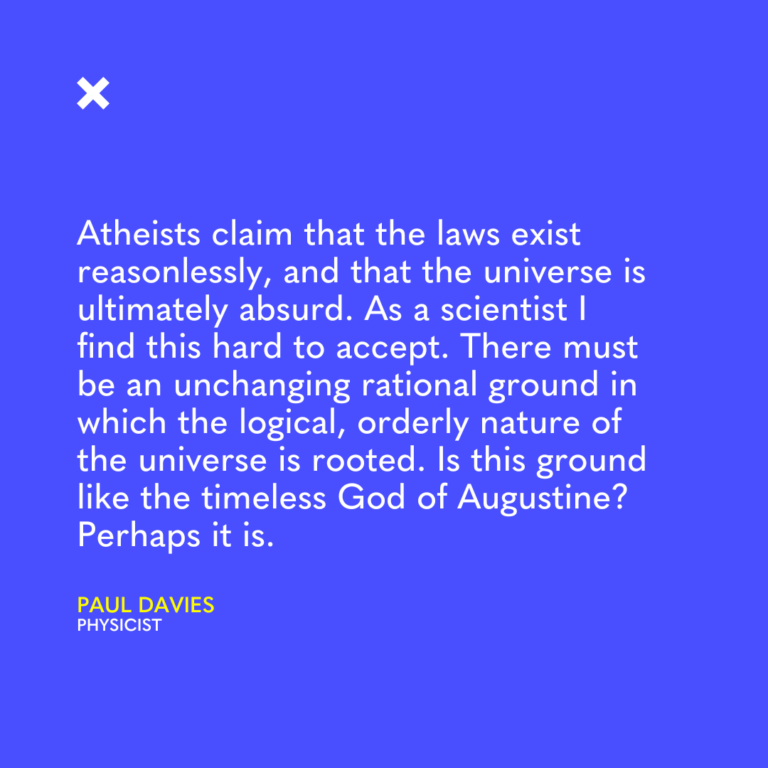 Atheists claim that the laws exist
reasonlessly, and that the universe is
ultimately absurd. As a scientist I
find this hard to accept. There must
be an unchanging rational ground in
which the logical, orderly nature of
the universe is rooted. Is this ground
like the timeless God of Augustine?
Perhaps it is.
PAUL DAVIES
PHYSICIST